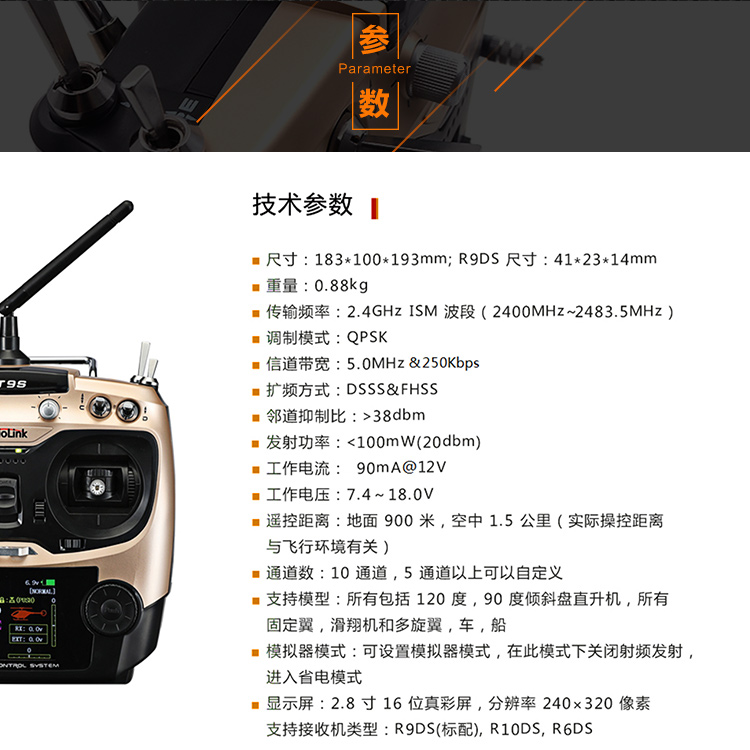 参
Parameter
数
技术参数
尺寸：183*100*193mm; R9DS 尺寸：41*23*14mm
重量：0.88kg
传输频率：2.4GHz ISM 波段（2400MHz~2483.5MHz）
调制模式：QPSK
信道带宽：5.0MHz &250Kbps
扩频方式：DSSS&FHSS
邻道抑制比：>38dbm
发射功率：<100mW(20dbm)
工作电流： 90mA@12V
工作电压：7.4～18.0V
遥控距离：地面 900 米，空中 1.5 公里（实际操控距离
与飞行环境有关）
通道数：10 通道，5 通道以上可以自定义
支持模型：所有包括 120 度，90 度倾斜盘直升机，所有
固定翼，滑翔机和多旋翼，车，船
模拟器模式：可设置模拟器模式，在此模式下关闭射频发射，
进入省电模式
显示屏：2.8 寸 16 位真彩屏，分辨率 240×320 像素
支持接收机类型：R9DS(标配), R10DS, R6DS
T9S
ioLink
6.9v
[NORMAL]
(PUSH)
RX: 0.0v
EXT: 0.0v
ONTROL SYSTEM